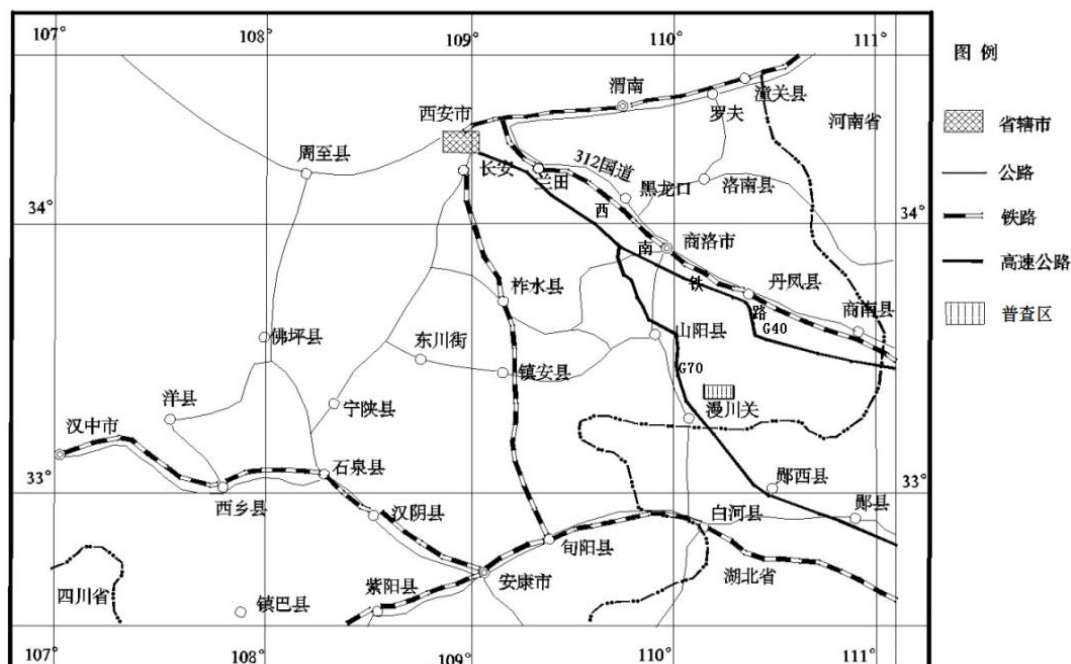 107° 108° 109° 110° 111°
图 例
省辖市
公路
铁路
高速公路
普查区
渭南
潼关县
罗夫
河南省
西安市
周至县
长安
兰田
312国道
黑龙口
洛南县
34° 34°
西
南
铁
路
商洛市
丹凤县
商南县
柞水县
G40
山阳县
佛坪县
东川街
镇安县
G70
洋县
宁陕县
漫川关
汉中市
石泉县
33° 33°
西乡县
汉阴县
郧西县
郧县
白河县
旬阳县
安康市
紫阳县
湖北省
四川省
镇巴县
107° 108° 109° 110° 111°